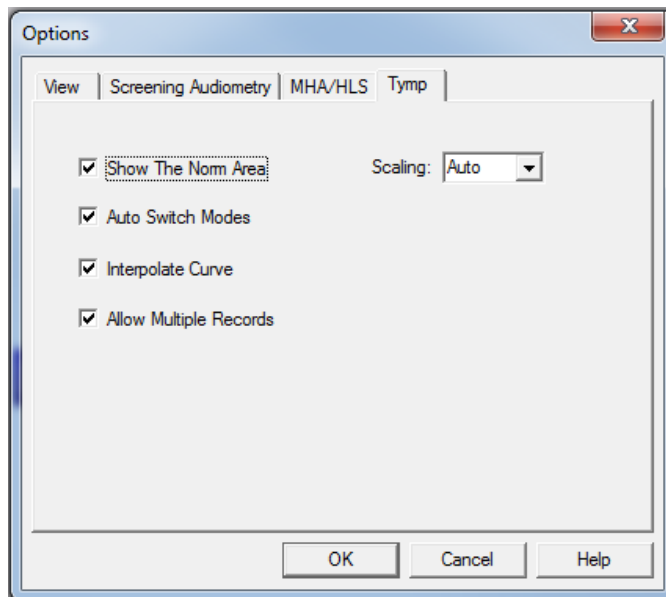 Options
View Screening Audiometry MHA/HLS Tymp
Show The Norm Area Scaling: Auto
Auto Switch Modes
Interpolate Curve
Allow Multiple Records
OK Cancel Help